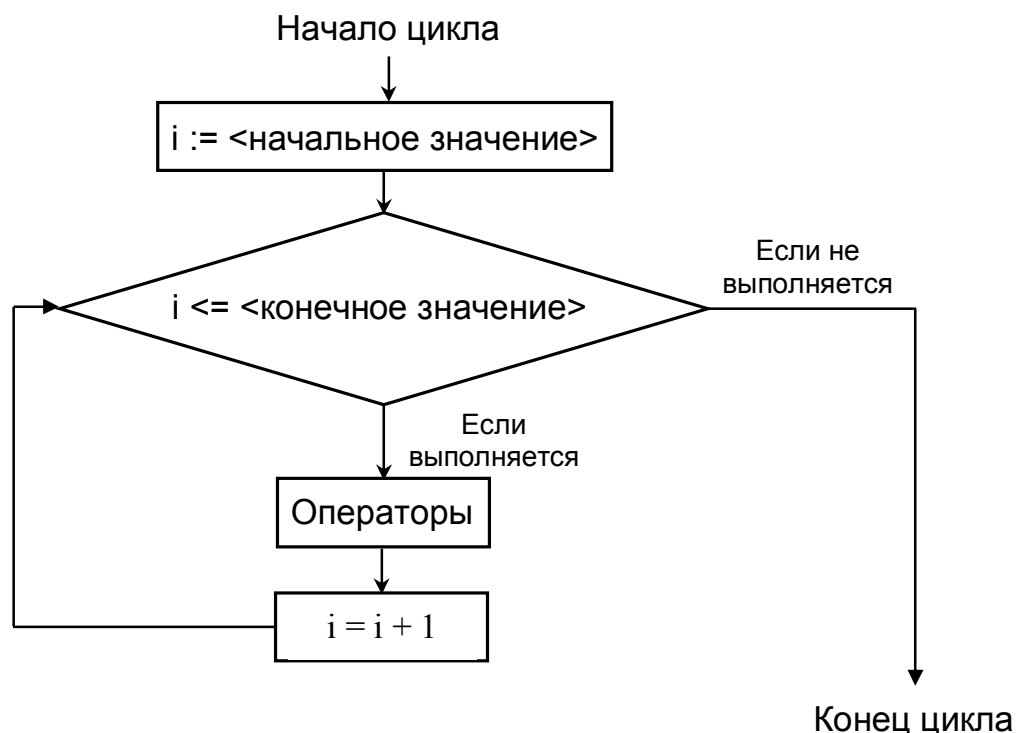 Начало цикла
i := <начальное значение>
Если не
выполняется
i <= <конечное значение>
Если
выполняется
Операторы
i = i + 1
Конец цикла